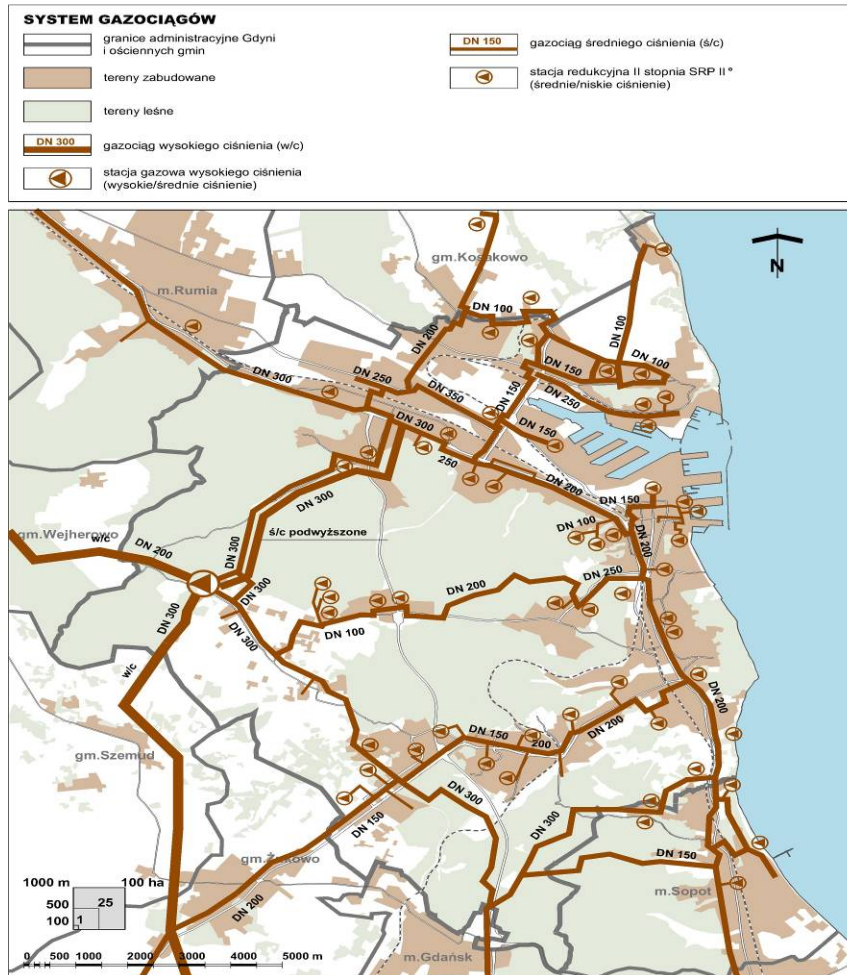 SYSTEM GAZOCIĄGÓW
granice administracyjne Gdyni
i ościennych gmin
tereny zabudowane
tereny leśne
DN 300
gazociąg wysokiego ciśnienia (w/c)
stacja gazowa wysokiego ciśnienia
(wysokie/średnie ciśnienie)
DN 150
gazociąg średniego ciśnienia (ś/c)
stacja redukcyjna II stopnia SRP II°
(średnie/niskie ciśnienie)
gm.Kosakowo
N
m.Rumia
DN 100
DN 200
DN 100
DN 300
DN 250
DN 150
DN 100
DN 350
DN 150
DN 250
DN 300
DN 150
250
DN 200
DN 150
DN 300
DN 100
ś/c podwyższone
gm.Wejherowo
w/c
DN 200
DN 300
DN 200
DN 250
DN 300
DN 200
DN 300
DN 300
DN 100
w/c
DN 200
DN 150
200
DN 200
gm.Szemud
DN 300
DN 300
DN 150
DN 150
gm.Żukowo
m.Sopot
DN 200
m.Gdańsk
1000 m
100 ha
500
25
100
1
0
500
1000
2000
3000
4000
5000 m